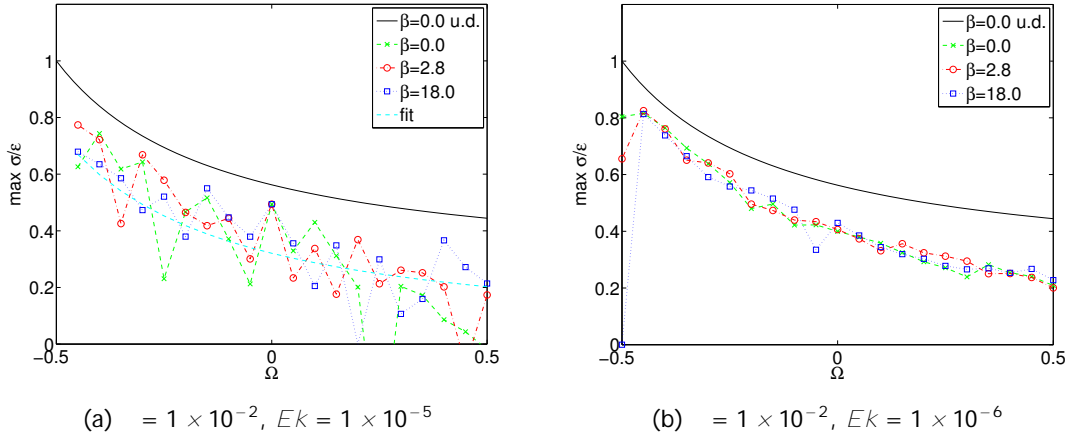 β=0.0 u.d.
β=0.0
β=2.8
β=18.0
fit
1
0.8
0.6
0.4
0.2
0
−0.5
0
0.5
max σ/ε
Ω
(a) = 1 × 10⁻², Ek = 1 × 10⁻⁵
β=0.0 u.d.
β=0.0
β=2.8
β=18.0
1
0.8
0.6
0.4
0.2
0
−0.5
0
0.5
max σ/ε
Ω
(b) = 1 × 10⁻², Ek = 1 × 10⁻⁶